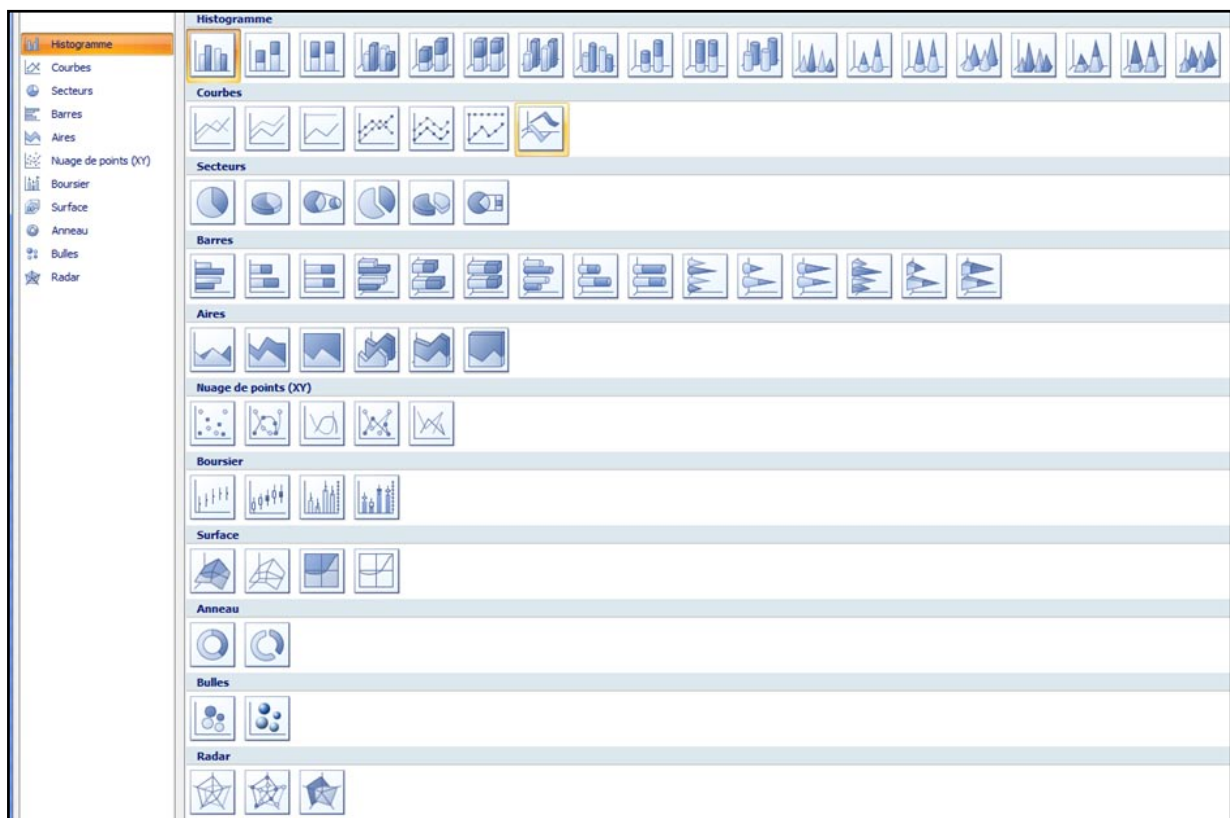 Histogramme
Courbes
Secteurs
Barres
Aires
Nuage de points (XY)
Boursier
Surface
Anneau
Bulles
Radar
Histogramme
Courbes
Secteurs
Barres
Aires
Nuage de points (XY)
Boursier
Surface
Anneau
Bulles
Radar